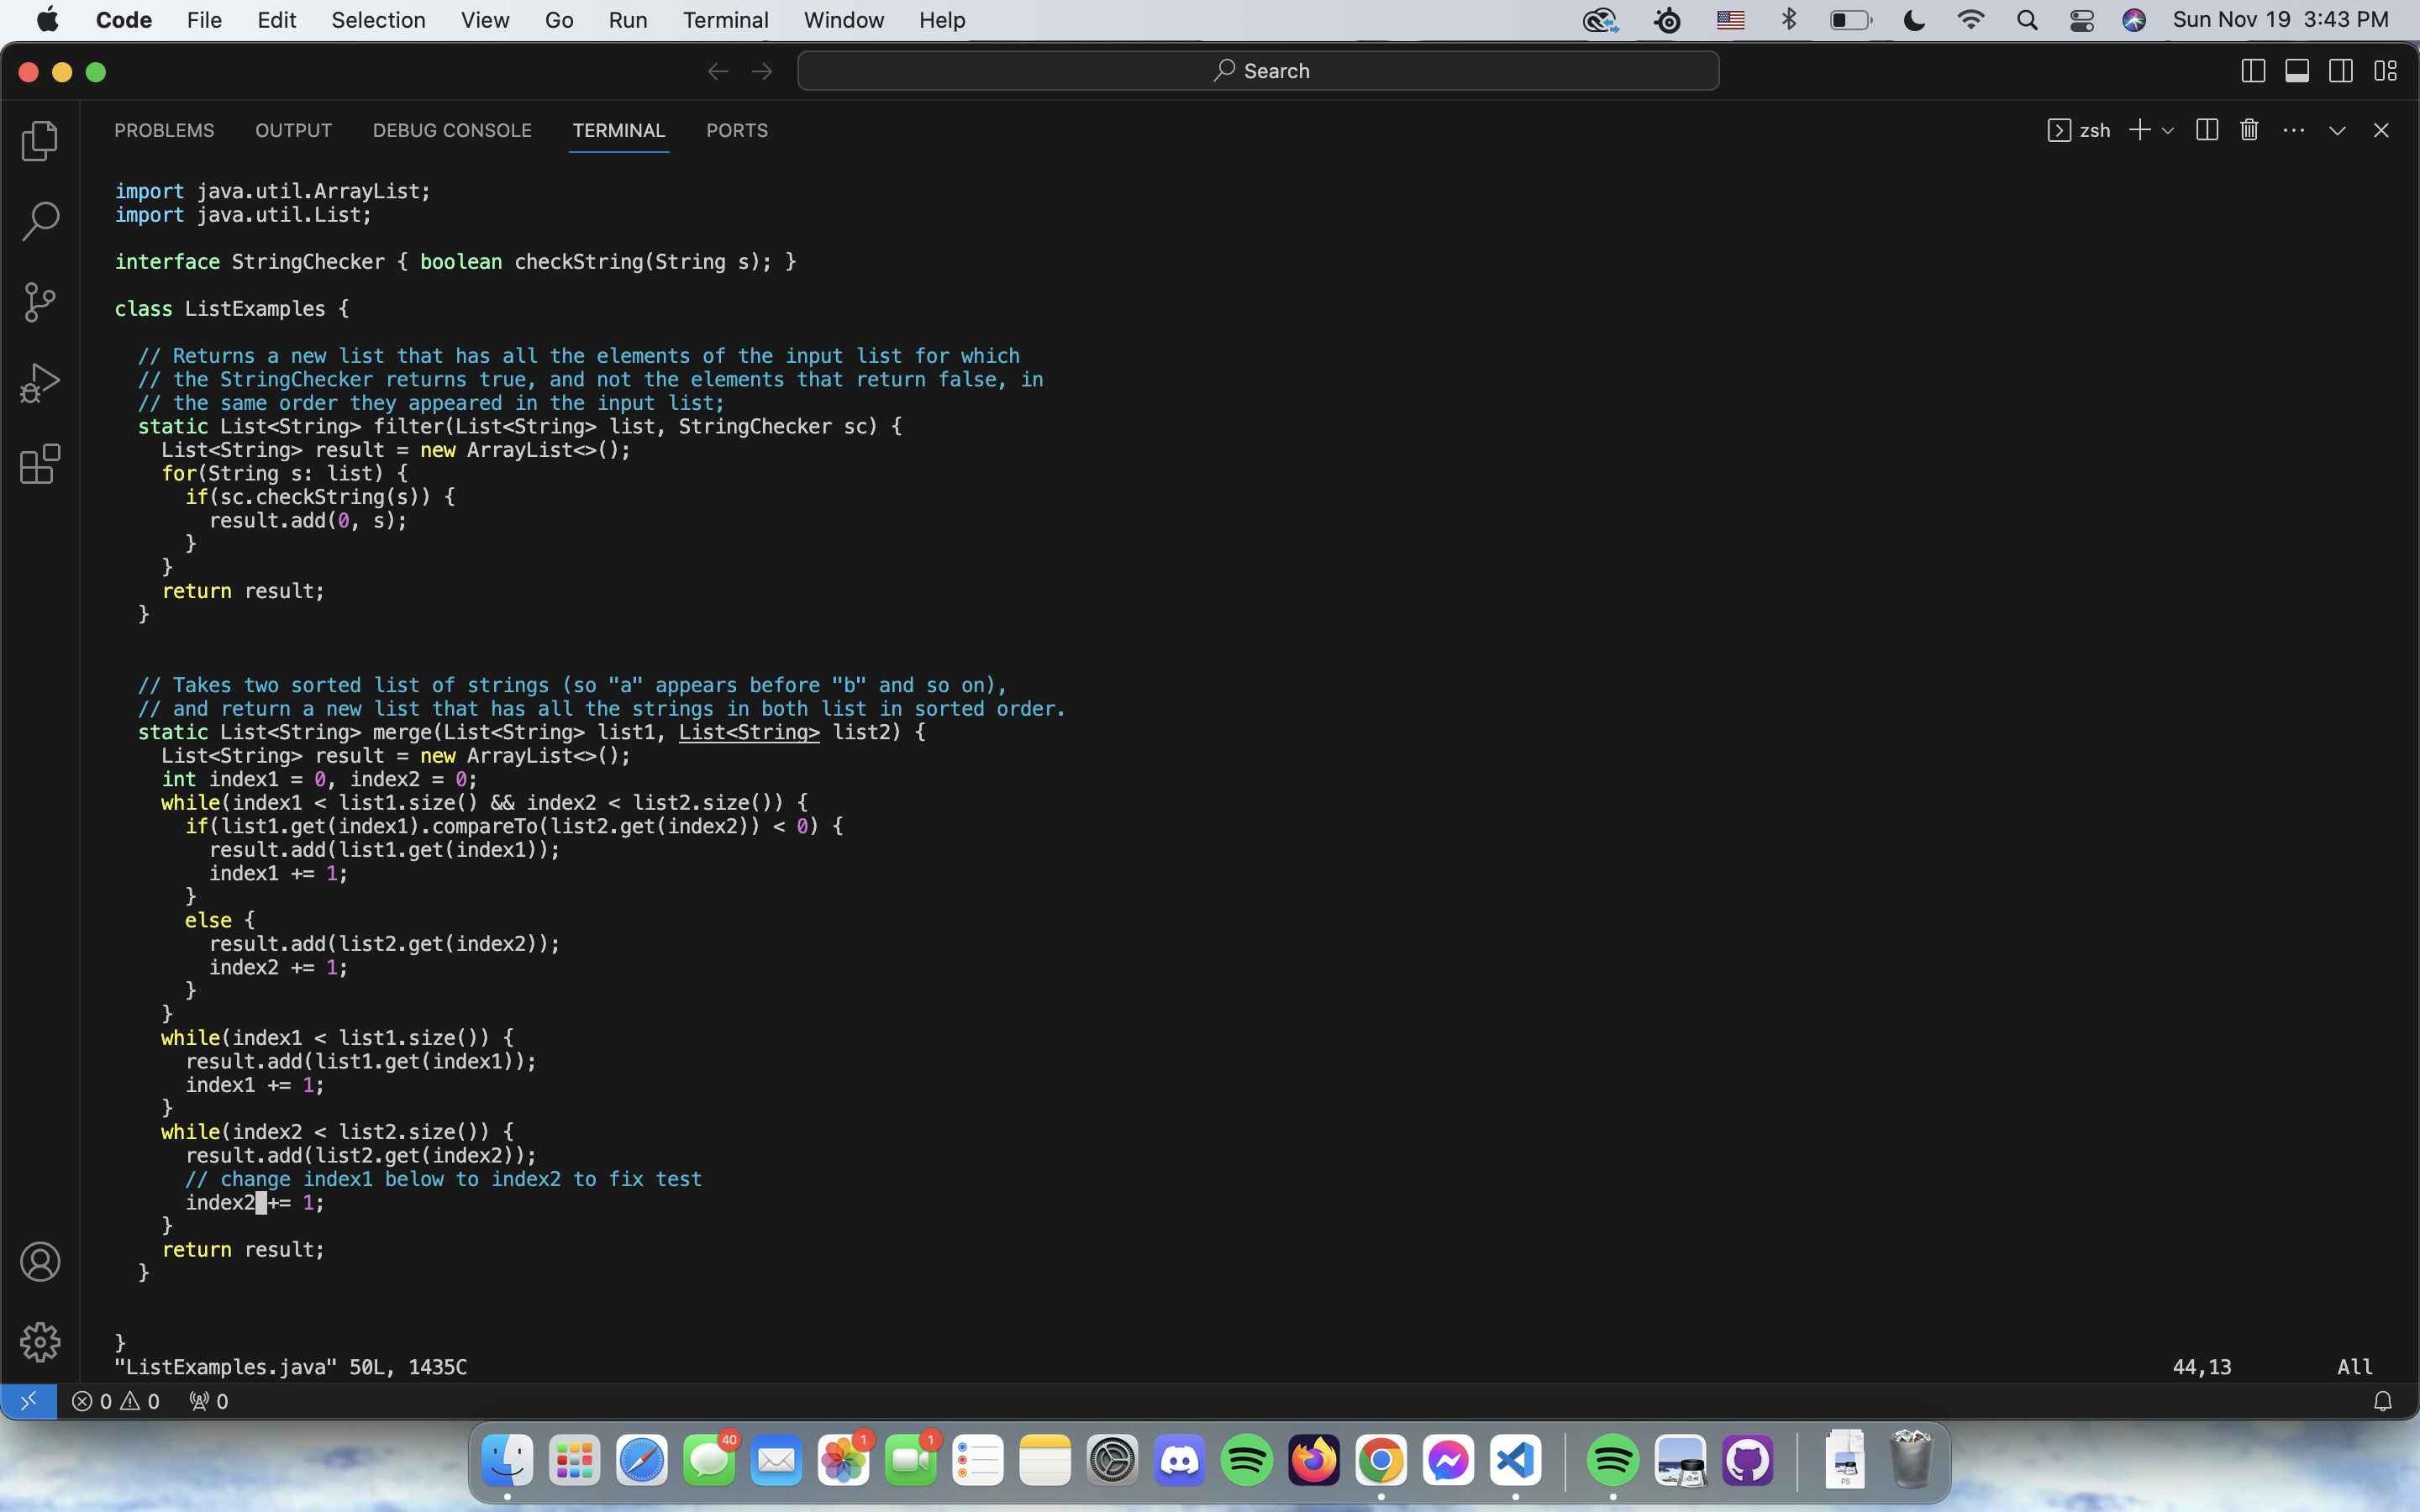 Code File Edit Selection View Go Run Terminal Window Help Sun Nov 19 3:43 PM
Search
PROBLEMS OUTPUT DEBUG CONSOLE TERMINAL PORTS zsh
import java.util.ArrayList;
import java.util.List;
interface StringChecker { boolean checkString(String s); }
class ListExamples {
// Returns a new list that has all the elements of the input list for which
// the StringChecker returns true, and not the elements that return false, in
// the same order they appeared in the input list;
static List<String> filter(List<String> list, StringChecker sc) {
List<String> result = new ArrayList<>();
for(String s: list) {
if(sc.checkString(s)) {
result.add(0, s);
}
}
return result;
}
// Takes two sorted list of strings (so "a" appears before "b" and so on),
// and return a new list that has all the strings in both list in sorted order.
static List<String> merge(List<String> list1, List<String> list2) {
List<String> result = new ArrayList<>();
int index1 = 0, index2 = 0;
while(index1 < list1.size() && index2 < list2.size()) {
if(list1.get(index1).compareTo(list2.get(index2)) < 0) {
result.add(list1.get(index1));
index1 += 1;
}
else {
result.add(list2.get(index2));
index2 += 1;
}
}
while(index1 < list1.size()) {
result.add(list1.get(index1));
index1 += 1;
}
while(index2 < list2.size()) {
result.add(list2.get(index2));
// change index1 below to index2 to fix test
index2 += 1;
}
return result;
}
}
"ListExamples.java" 50L, 1435C 44,13 All
0 0 0
40 1 1
PS